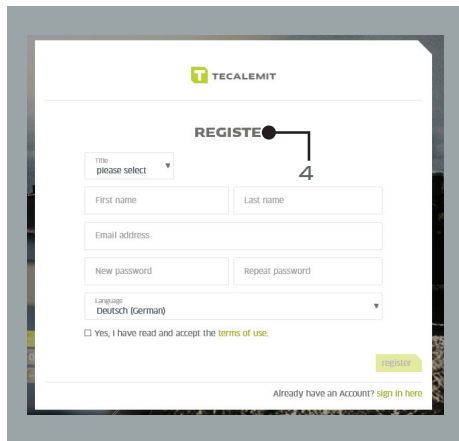 T TECALEMIT
REGISTE
4
Title
please select
First name
Last name
Email address
New password
Repeat password
Language
Deutsch (German)
Yes, I have read and accept the terms of use.
register
Already have an Account? sign in here